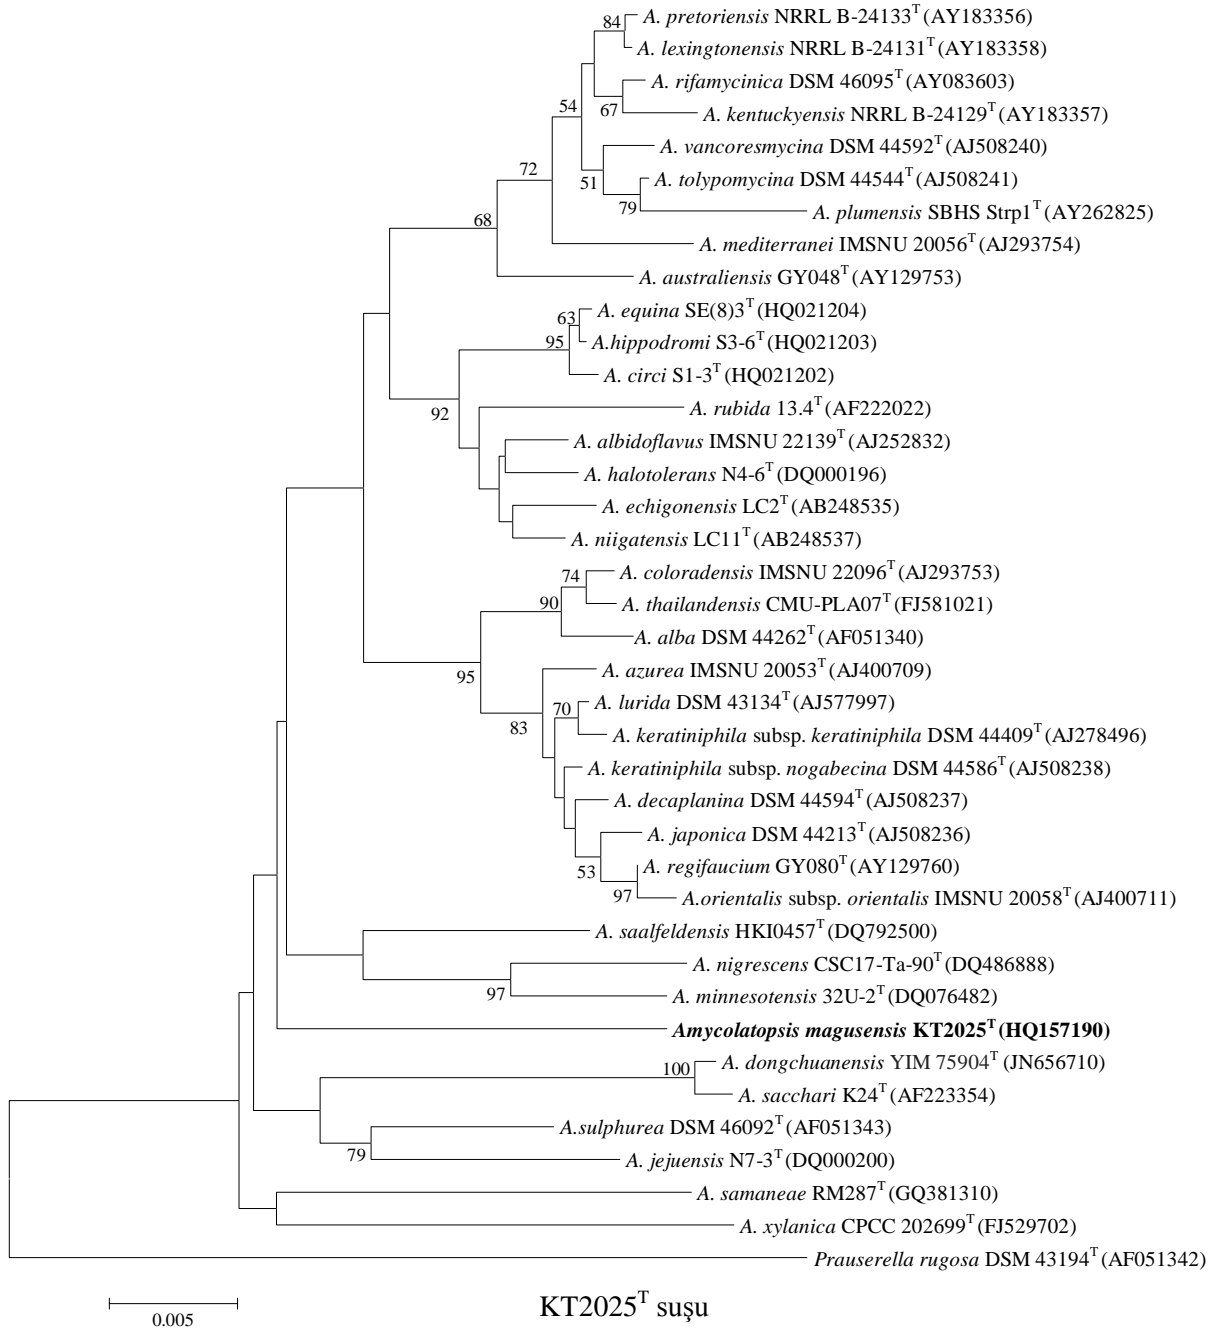 84 A. pretoriensis NRRL B-24133T (AY183356)
A. lexingtonensis NRRL B-24131T (AY183358)
A. rifamycinica DSM 46095T (AY083603)
67 A. kentuckyensis NRRL B-24129T (AY183357)
54
A. vancoresmycina DSM 44592T (AJ508240)
72
51 A. tolypomycina DSM 44544T (AJ508241)
79 A. plumensis SBHS Strp1T (AY262825)
68
A. mediterranei IMSNU 20056T (AJ293754)
A. australiensis GY048T (AY129753)
63 A. equina SE(8)3T (HQ021204)
95 A.hippodromi S3-6T (HQ021203)
A. circi S1-3T (HQ021202)
92 A. rubida 13.4T (AF222022)
A. albidoflavus IMSNU 22139T (AJ252832)
A. halotolerans N4-6T (DQ000196)
A. echigonensis LC2T (AB248535)
A. niigatensis LC11T (AB248537)
74 A. coloradensis IMSNU 22096T (AJ293753)
90 A. thailandensis CMU-PLA07T (FJ581021)
A. alba DSM 44262T (AF051340)
95 A. azurea IMSNU 20053T (AJ400709)
70 A. lurida DSM 43134T (AJ577997)
83 A. keratiniphila subsp. keratiniphila DSM 44409T (AJ278496)
A. keratiniphila subsp. nogabecina DSM 44586T (AJ508238)
A. decaplanina DSM 44594T (AJ508237)
A. japonica DSM 44213T (AJ508236)
53 A. regifaucium GY080T (AY129760)
97 A.orientalis subsp. orientalis IMSNU 20058T (AJ400711)
A. saalfeldensis HKI0457T (DQ792500)
A. nigrescens CSC17-Ta-90T (DQ486888)
97 A. minnesotensis 32U-2T (DQ076482)
Amycolatopsis magusensis KT2025T (HQ157190)
100 A. dongchuanensis YIM 75904T (JN656710)
A. sacchari K24T (AF223354)
A.sulphurea DSM 46092T (AF051343)
79 A. jejuensis N7-3T (DQ000200)
A. samaneae RM287T (GQ381310)
A. xylanica CPCC 202699T (FJ529702)
Prauserella rugosa DSM 43194T (AF051342)
0.005
KT2025T suşu